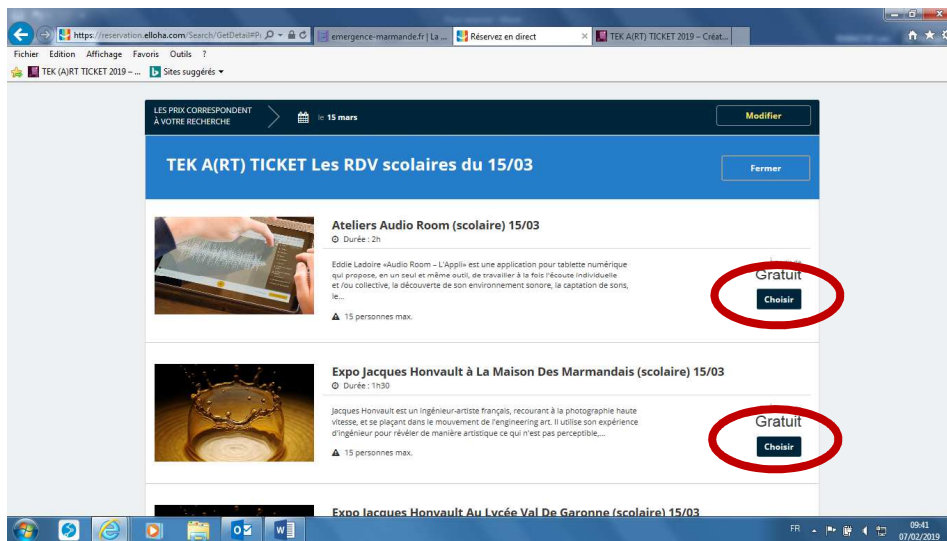 https://reservation.elloha.com/Search/GetDetail#P
emergence-marmande.fr | La ...
Réservez en direct
TEK A(RT) TICKET 2019 – Créat...
Fichier Edition Affichage Favoris Outils ?
TEK (A)RT TICKET 2019 – ...
Sites suggérés
LES PRIX CORRESPONDENT
À VOTRE RECHERCHE
le 15 mars
Modifier
TEK A(RT) TICKET Les RDV scolaires du 15/03
Fermer
Ateliers Audio Room (scolaire) 15/03
Durée : 2h
Eddie Ladoire «Audio Room – L'Appli» est une application pour tablette numérique
qui propose, en un seul et même outil, de travailler à la fois l'écoute individuelle
et /ou collective, la découverte de son environnement sonore, la captation de sons,
le...
15 personnes max.
Gratuit
Choisir
Expo Jacques Honvault à La Maison Des Marmandais (scolaire) 15/03
Durée : 1h30
Jacques Honvault est un ingénieur-artiste français, recourant à la photographie haute
vitesse, et se plaçant dans le mouvement de l'engineering art. Il utilise son expérience
d'ingénieur pour révéler de manière artistique ce qui n'est pas perceptible,...
15 personnes max.
Gratuit
Choisir
Expo Jacques Honvault Au Lycée Val De Garonne (scolaire) 15/03
FR
09:41
07/02/2019